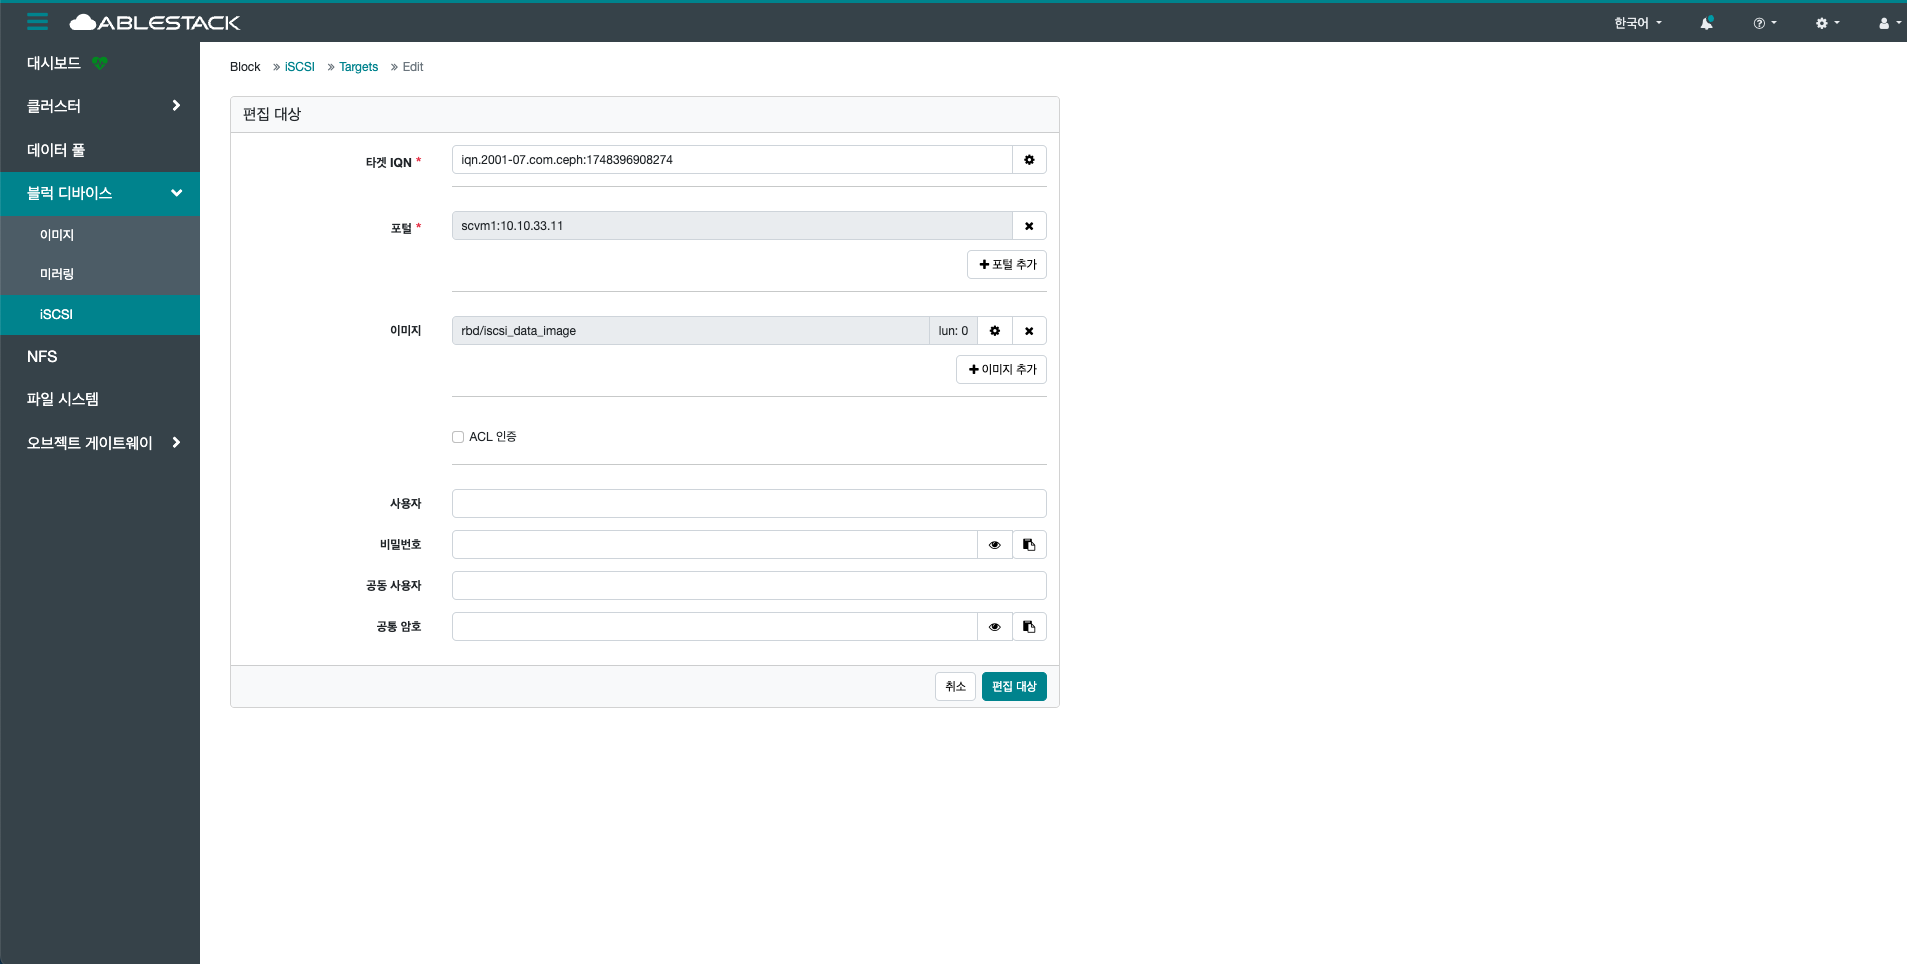 ABLESTACK
한국어
대시보드
클러스터
데이터 풀
블럭 디바이스
이미지
미러링
iSCSI
NFS
파일 시스템
오브젝트 게이트웨이
Block » iSCSI » Targets » Edit
편집 대상
타겟 IQN *
iqn.2001-07.com.ceph:1748396908274
포털 *
scvm1:10.10.33.11
포털 추가
이미지
rbd/iscsi_data_image
lun: 0
이미지 추가
ACL 인증
사용자
비밀번호
공동 사용자
공통 암호
취소
편집 대상